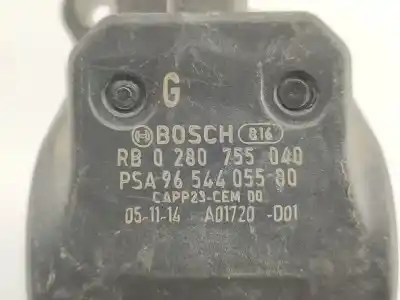 G
BOSCH 816
RB 0 280 755 040
PSA 96 544 055 80
CAPP23-CEM 00
05-11-14 A01720 -D01